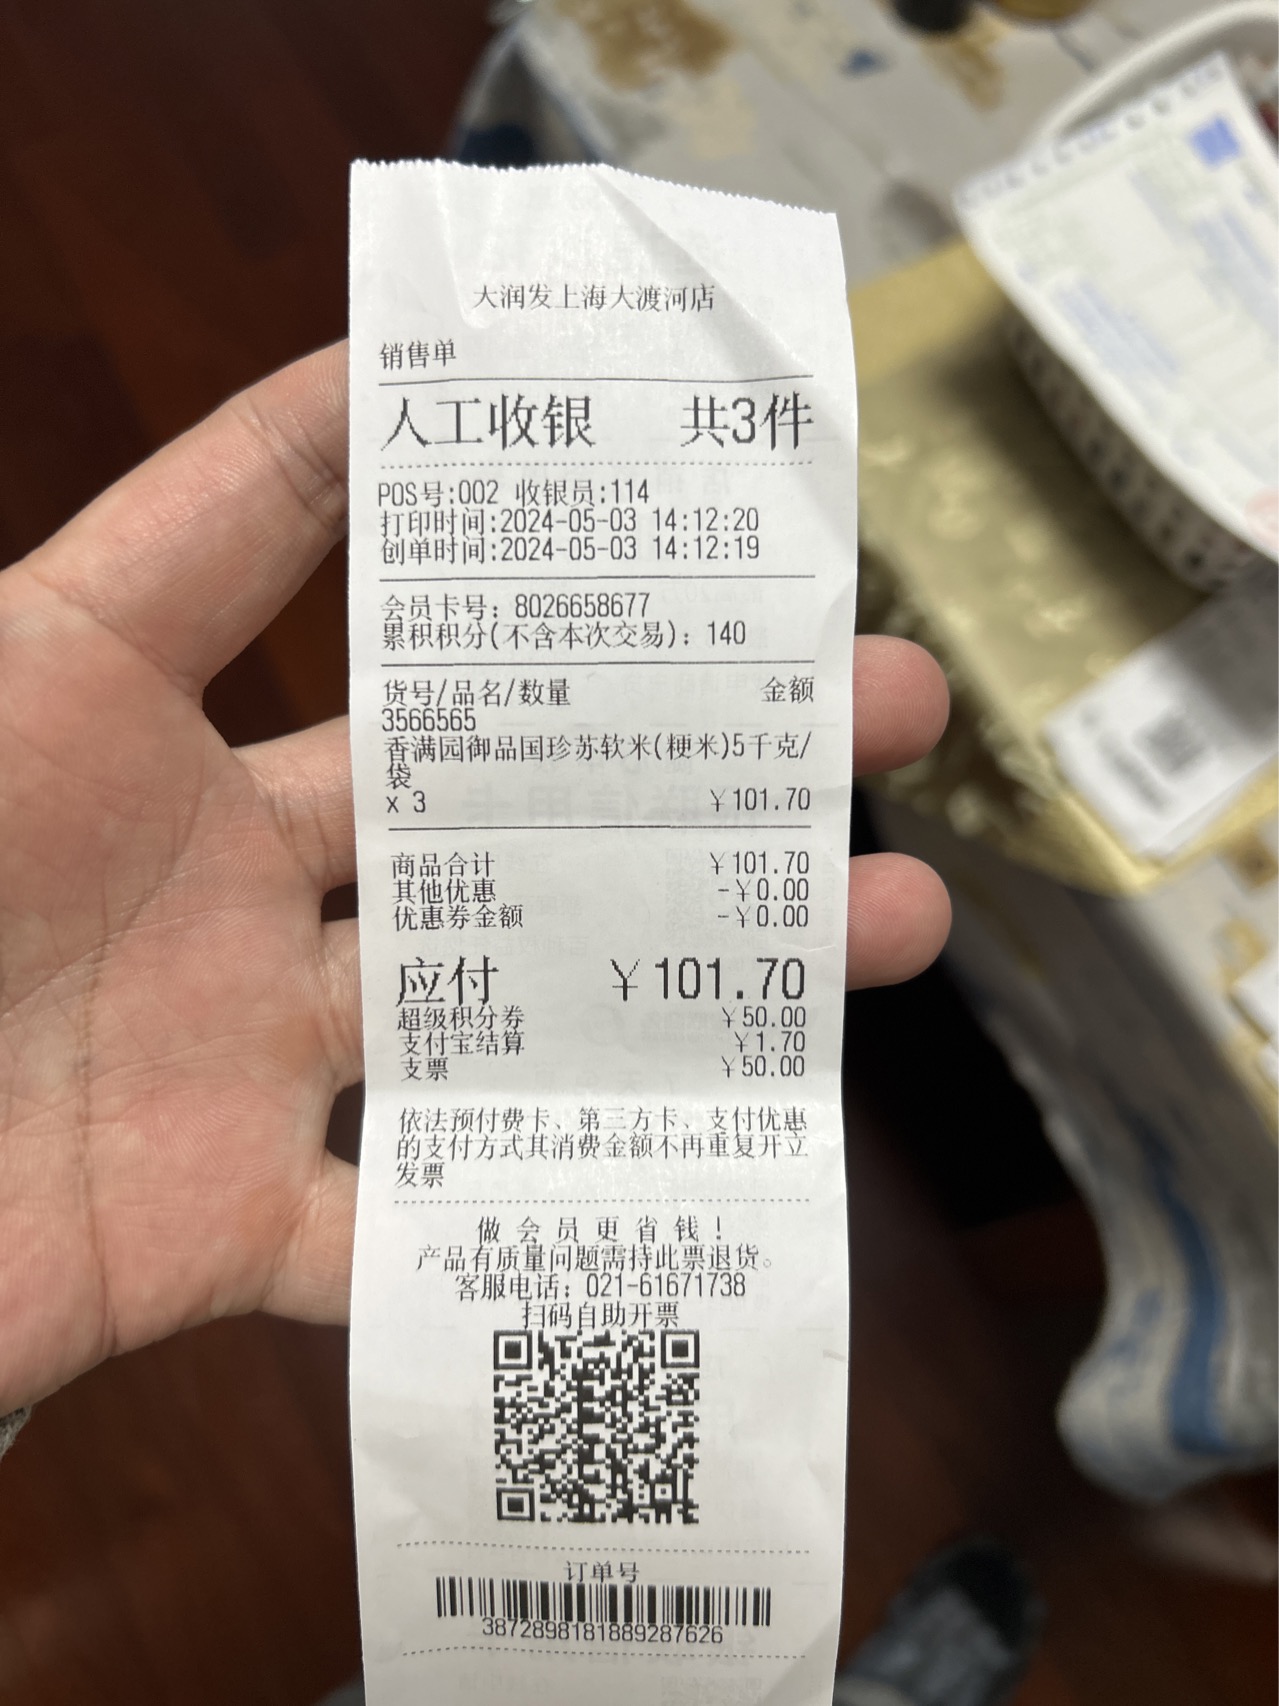 大润发上海大渡河店
销售单
人工收银 共3件
POS号:002 收银员:114
打印时间:2024-05-03 14:12:20
创单时间:2024-05-03 14:12:19
会员卡号: 8026658677
累积积分(不含本次交易): 140
货号/品名/数量 金额
3566565
香满园御品国珍苏软米(粳米)5千克/
袋
x 3 ￥101.70
商品合计 ￥101.70
其他优惠 -￥0.00
优惠券金额 -￥0.00
应付 ￥101.70
超级积分券 ￥50.00
支付宝结算 ￥1.70
支票 ￥50.00
依法预付费卡、第三方卡、支付优惠
的支付方式其消费金额不再重复开立
发票
做会员更省钱!
产品有质量问题需持此票退货。
客服电话: 021-61671738
扫码自助开票
订单号
3872898181889287626